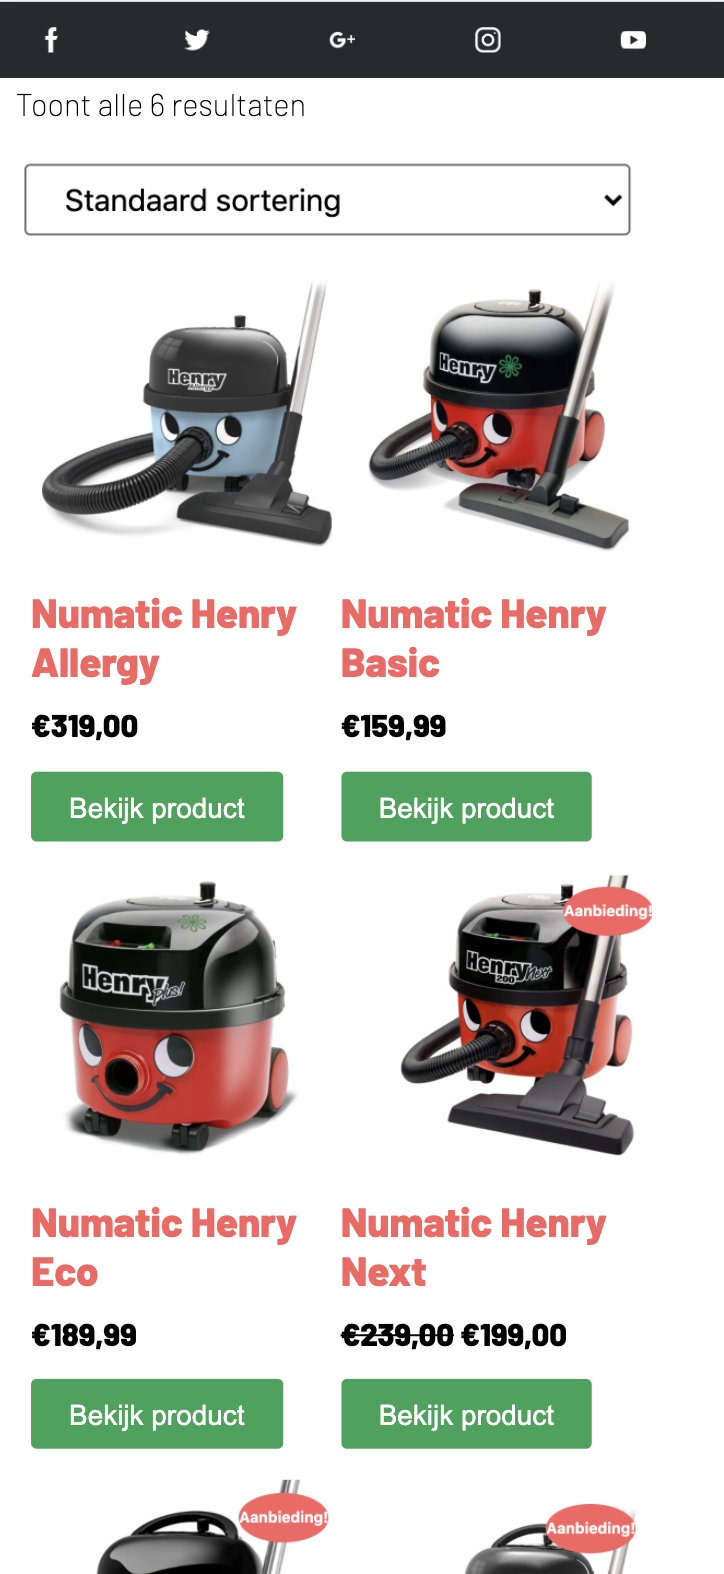 Toont alle 6 resultaten
Standaard sortering
Henry
Allergy
Henry
Numatic Henry
Allergy
Numatic Henry
Basic
€319,00
€159,99
Bekijk product
Bekijk product
Henry
plus!
Aanbieding!
Henry
200 Next
Numatic Henry
Eco
Numatic Henry
Next
€189,99
€239,00 €199,00
Bekijk product
Bekijk product
Aanbieding!
Aanbieding!